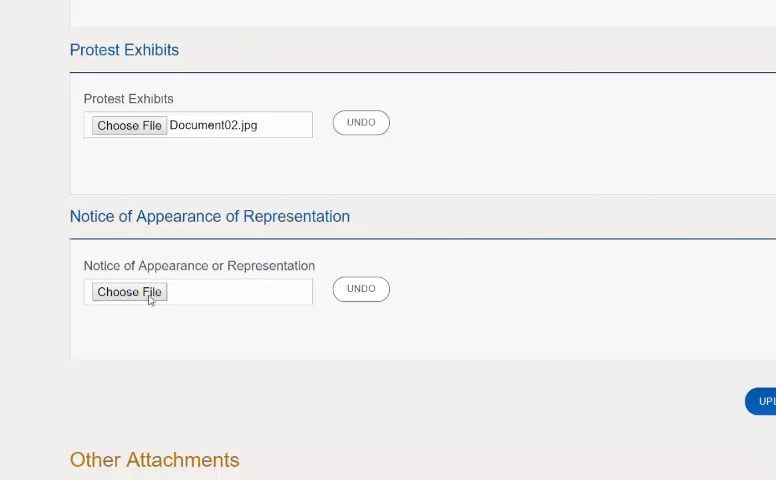 Protest Exhibits
Protest Exhibits
Choose File Document02.jpg UNDO
Notice of Appearance of Representation
Notice of Appearance or Representation
Choose File UNDO
UPL
Other Attachments